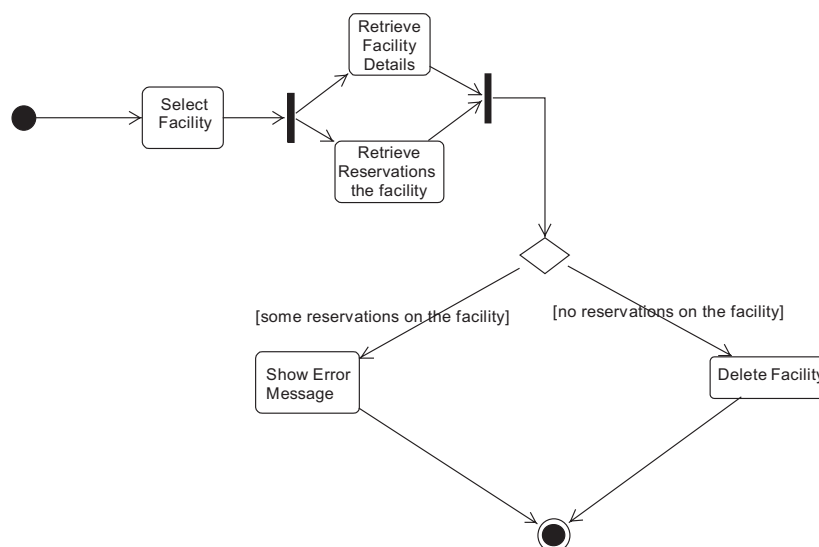 Retrieve
Facility
Details
Select
Facility
Retrieve
Reservations
the facility
[some reservations on the facility]
[no reservations on the facility]
Show Error
Message
Delete Facility